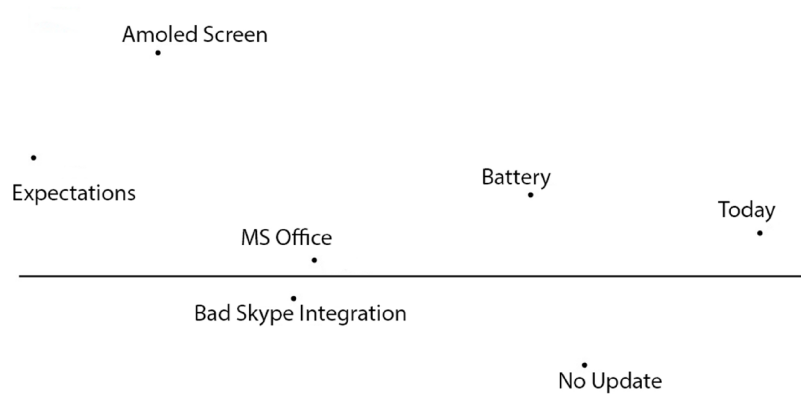 Amoled Screen
Expectations
Battery
Today
MS Office
Bad Skype Integration
No Update